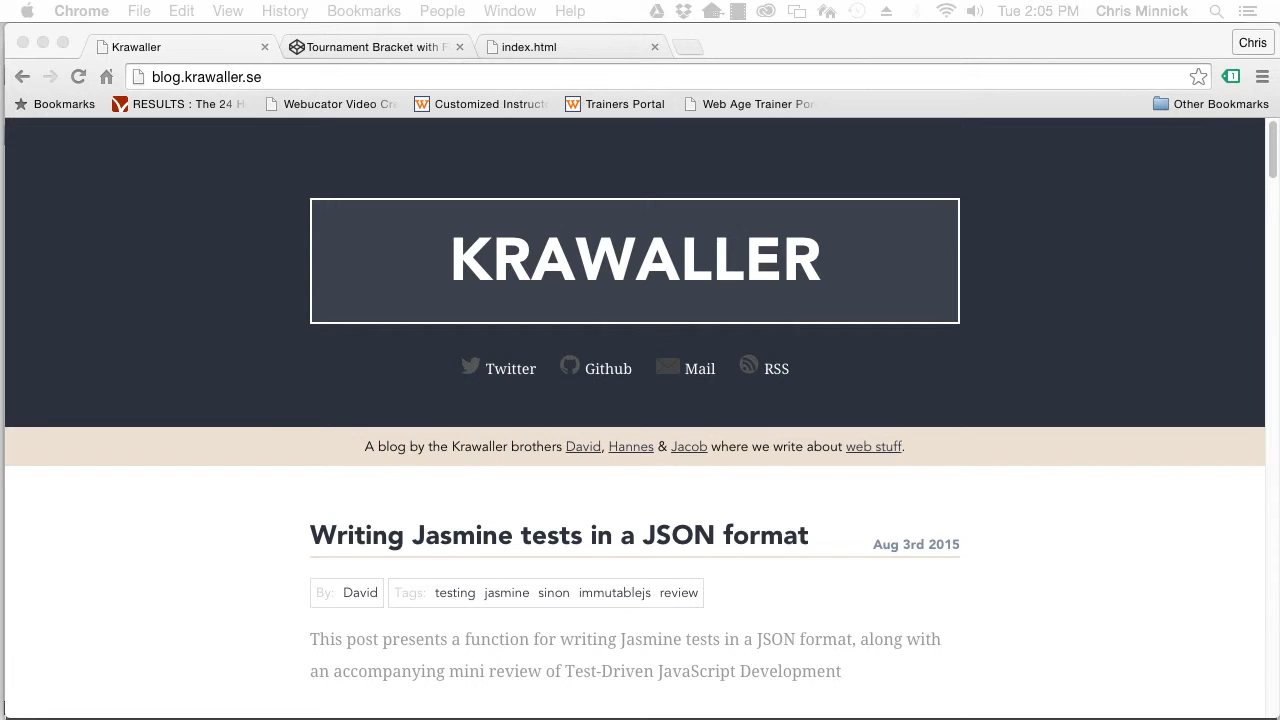 Chrome File Edit View History Bookmarks People Window Help Tue 2:05 PM Chris Minnick
Krawaller Tournament Bracket with index.html Chris
blog.krawaller.se 1
Bookmarks RESULTS : The 24 Webucator Video Customized Trainers Portal Web Age Trainer Other Bookmarks
KRAWALLER
Twitter Github Mail RSS
A blog by the Krawaller brothers David, Hannes & Jacob where we write about web stuff.
Writing Jasmine tests in a JSON format Aug 3rd 2015
By: David Tags: testing jasmine sinon immutablejs review
This post presents a function for writing Jasmine tests in a JSON format, along with
an accompanying mini review of Test-Driven JavaScript Development